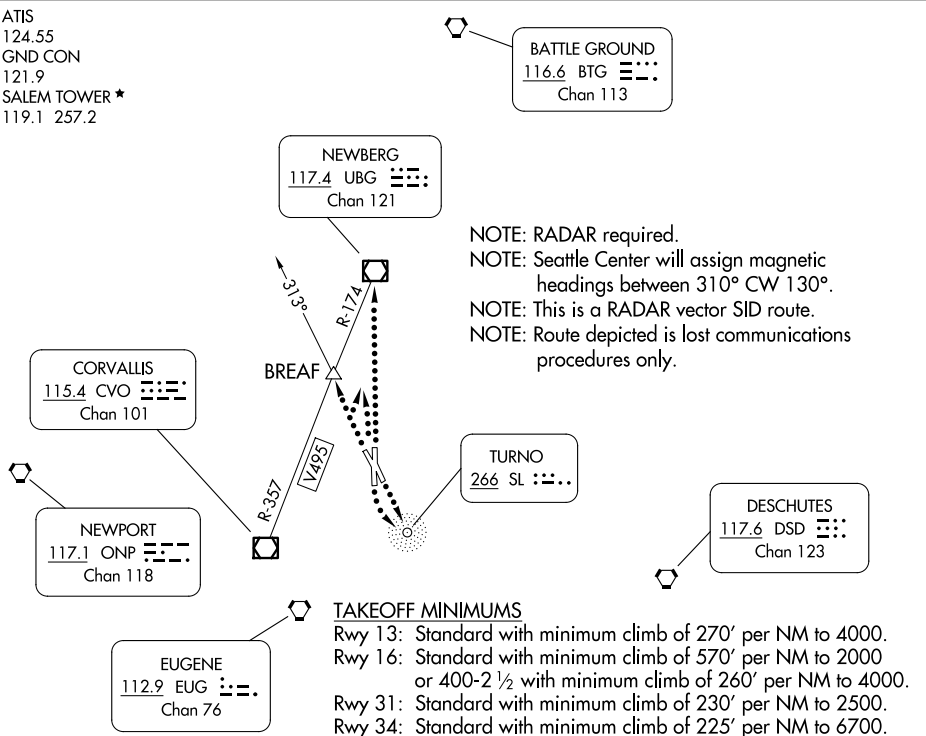 ATIS
124.55
GND CON
121.9
SALEM TOWER ★
119.1 257.2
BATTLE GROUND
116.6 BTG
Chan 113
NEWBERG
117.4 UBG
Chan 121
NOTE: RADAR required.
NOTE: Seattle Center will assign magnetic
headings between 310° CW 130°.
NOTE: This is a RADAR vector SID route.
NOTE: Route depicted is lost communications
procedures only.
313°
R-174
BREAF
CORVALLIS
115.4 CVO
Chan 101
V495
R-357
TURNO
266 SL
NEWPORT
117.1 ONP
Chan 118
DESCHUTES
117.6 DSD
Chan 123
EUGENE
112.9 EUG
Chan 76
TAKEOFF MINIMUMS
Rwy 13: Standard with minimum climb of 270' per NM to 4000.
Rwy 16: Standard with minimum climb of 570' per NM to 2000
or 400-2 ½ with minimum climb of 260' per NM to 4000.
Rwy 31: Standard with minimum climb of 230' per NM to 2500.
Rwy 34: Standard with minimum climb of 225' per NM to 6700.